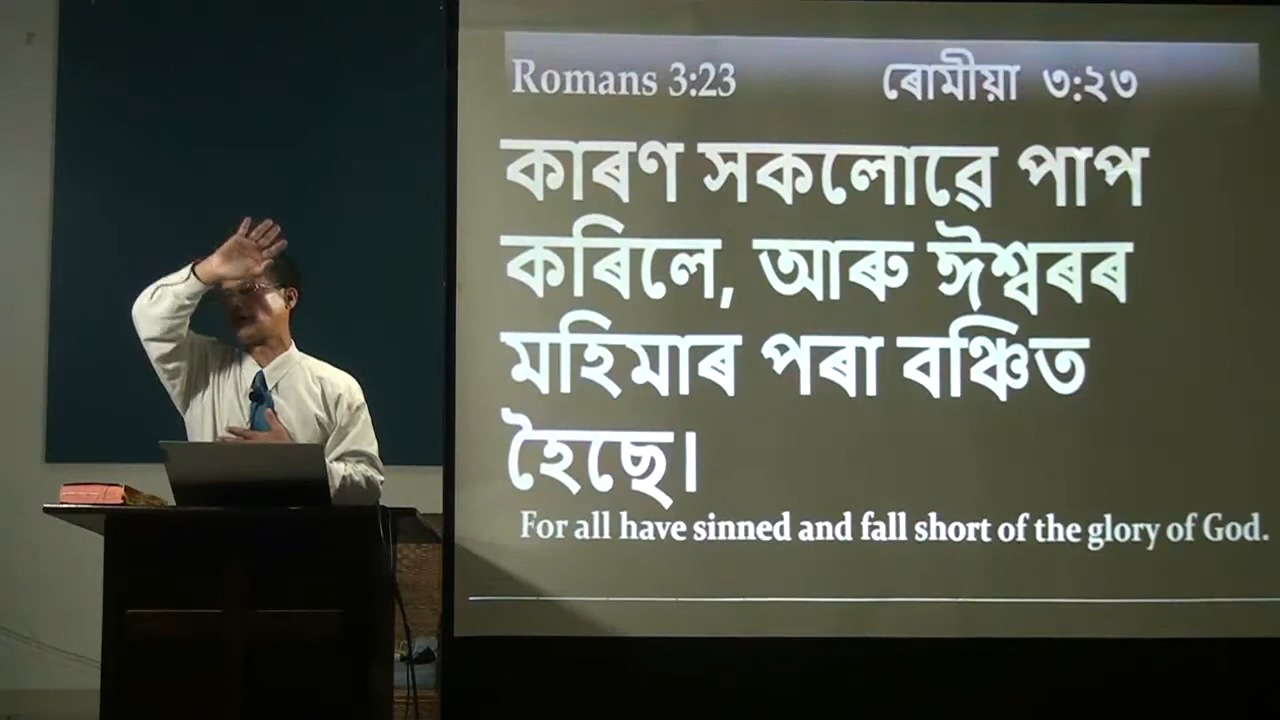 Romans 3:23 ৰোমীয়া ৩:২৩
কাৰণ সকলোৱে পাপ
কৰিলে, আৰু ঈশ্বৰৰ
মহিমাৰ পৰা বঞ্চিত
হৈছে।
For all have sinned and fall short of the glory of God.